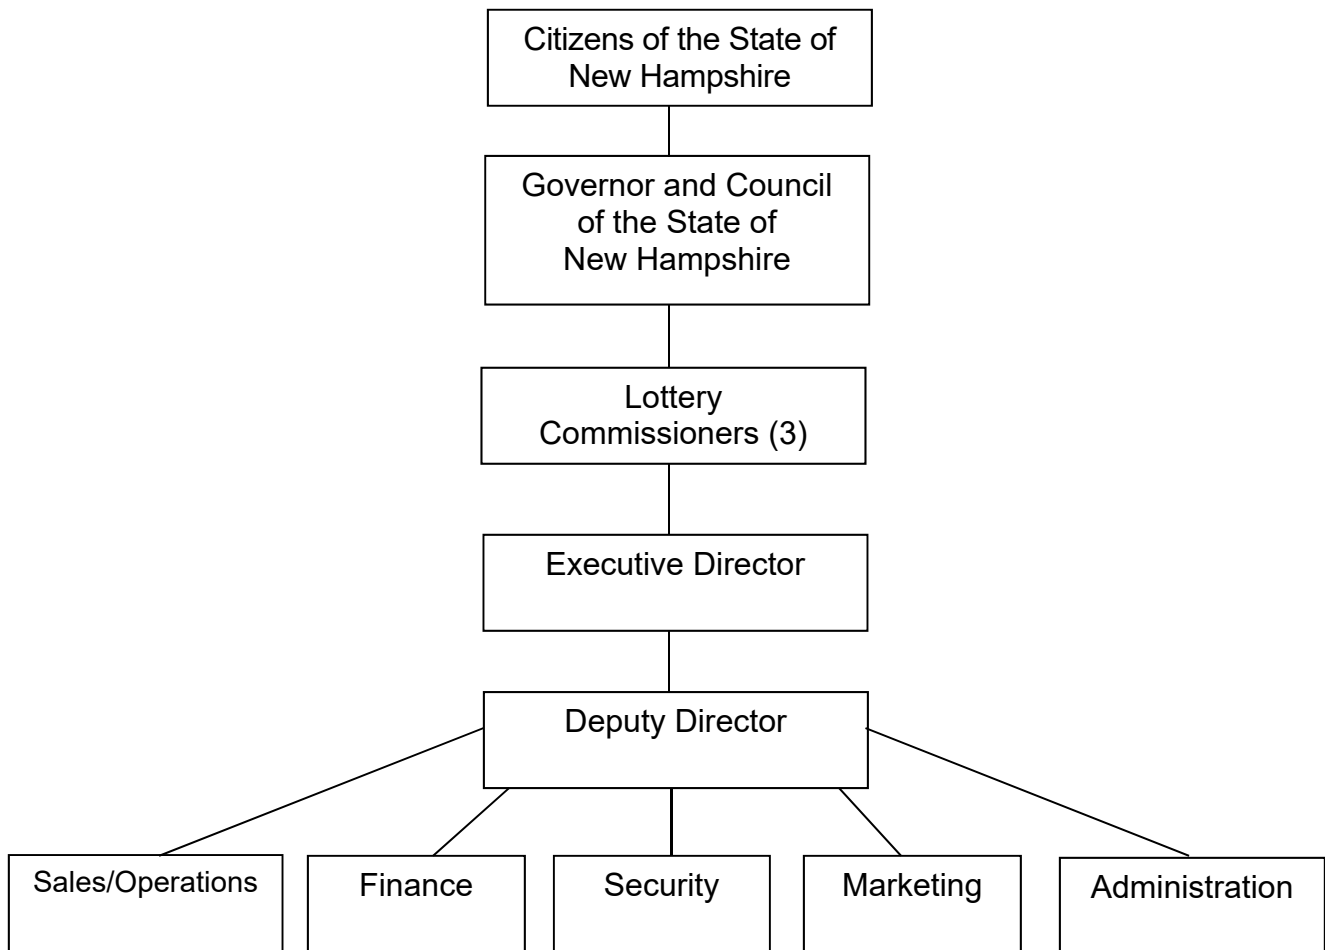 Citizens of the State of
New Hampshire
Governor and Council
of the State of
New Hampshire
Lottery
Commissioners (3)
Executive Director
Deputy Director
Sales/Operations
Finance
Security
Marketing
Administration